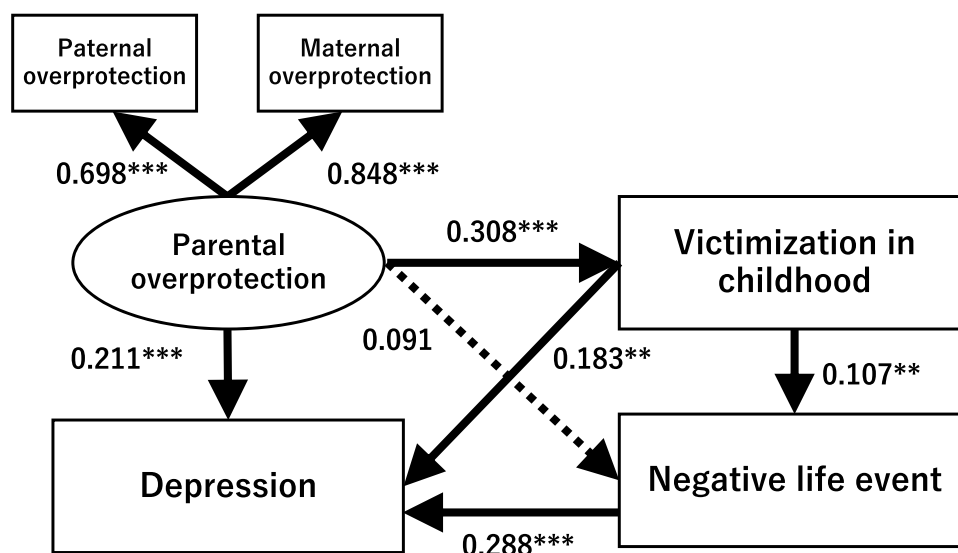 Paternal
overprotection
Maternal
overprotection
0.698***
0.848***
Parental
overprotection
0.308***
Victimization in
childhood
0.211***
0.091
0.183**
0.107**
Depression
Negative life event
0.288***